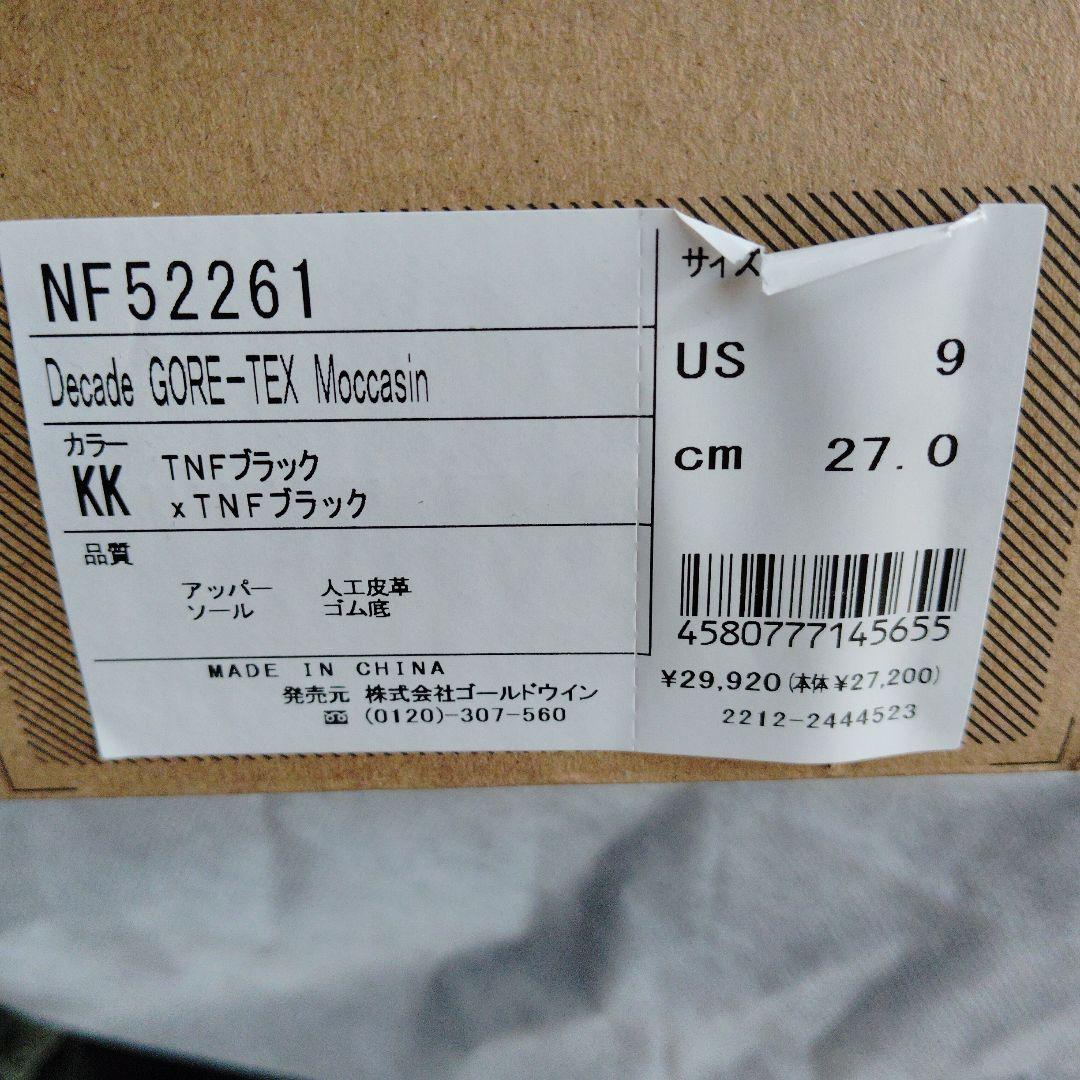 NF52261
Decade GORE-TEX Moccasin
カラー
KK
TNFブラック
xTNFブラック
品質
アッパー 人工皮革
ソール ゴム底
MADE IN CHINA
発売元 株式会社ゴールドウイン
(0120)-307-560
サイズ
US 9
cm 27.0
4580777145655
¥29,920(本体¥27,200)
2212-2444523